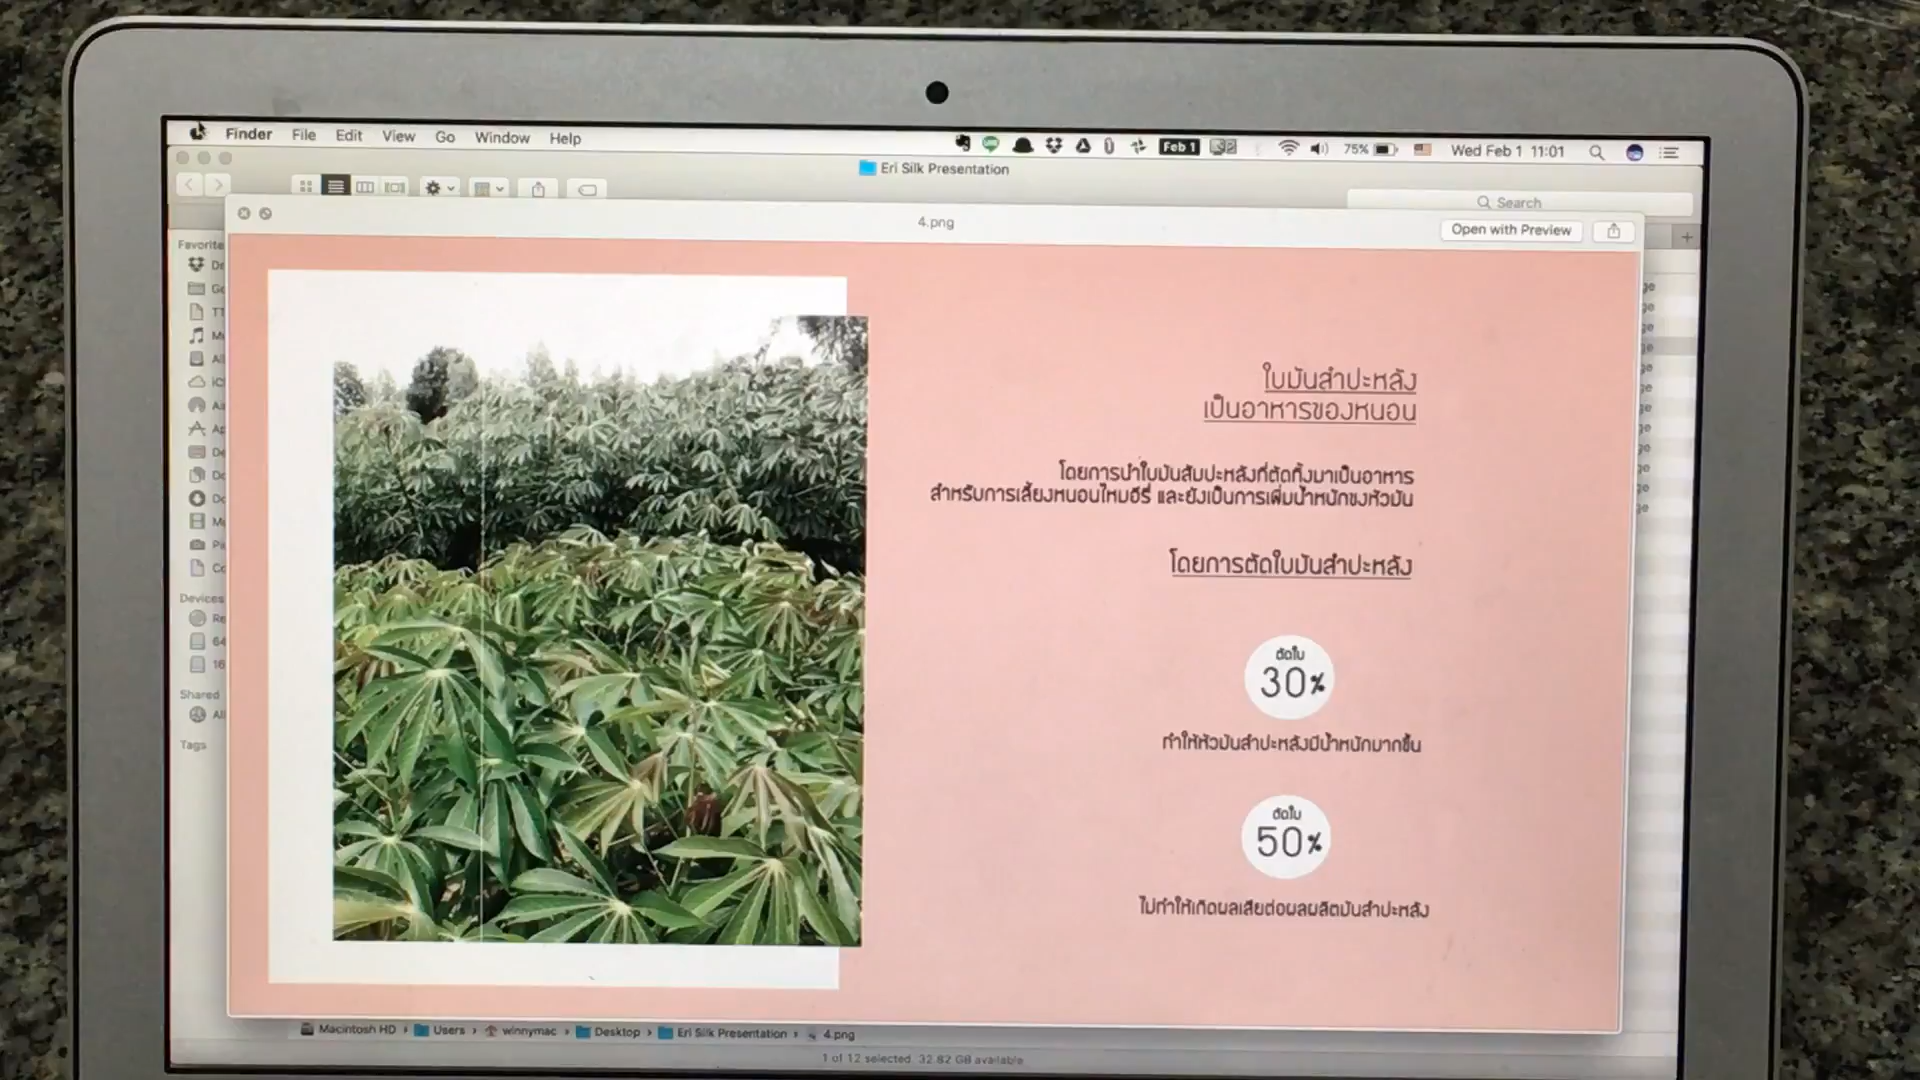 Finder File Edit View Go Window Help
Feb 1
75%
Wed Feb 1 11:01
Eri Silk Presentation
Search
4.png
Open with Preview
Favorite
Devices
Shared
Tags
ใบมันสำปะหลัง
เป็นอาหารของหนอน
โดยการนำใบมันสัมปะหลังที่ตัดทิ้งมาเป็นอาหาร
สำหรับการเลี้ยงหนอนไหมอีรี่ และยังเป็นการเพิ่มน้ำหนักของหัวมัน
โดยการตัดใบมันสำปะหลัง
ตัดใบ
30%
ทำให้หัวมันสำปะหลังมีน้ำหนักมากขึ้น
ตัดใบ
50%
ไม่ทำให้เกิดผลเสียต่อผลผลิตมันสำปะหลัง
Macintosh HD › Users › winnymac › Desktop › Eri Silk Presentation › 4.png
1 of 12 selected, 32.82 GB available